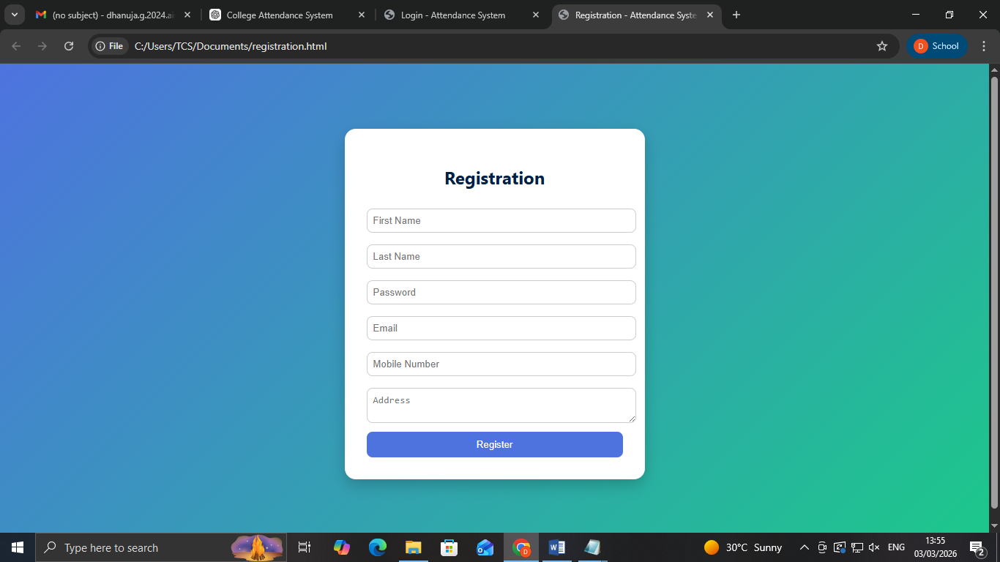 (no subject) - dhanuja.g.2024.ai
College Attendance System
Login - Attendance System
Registration - Attendance Syste
File
C:/Users/TCS/Documents/registration.html
D
School
Registration
First Name
Last Name
Password
Email
Mobile Number
Address
Register
Type here to search
D
W
30°C Sunny
ENG
13:55
03/03/2026
2